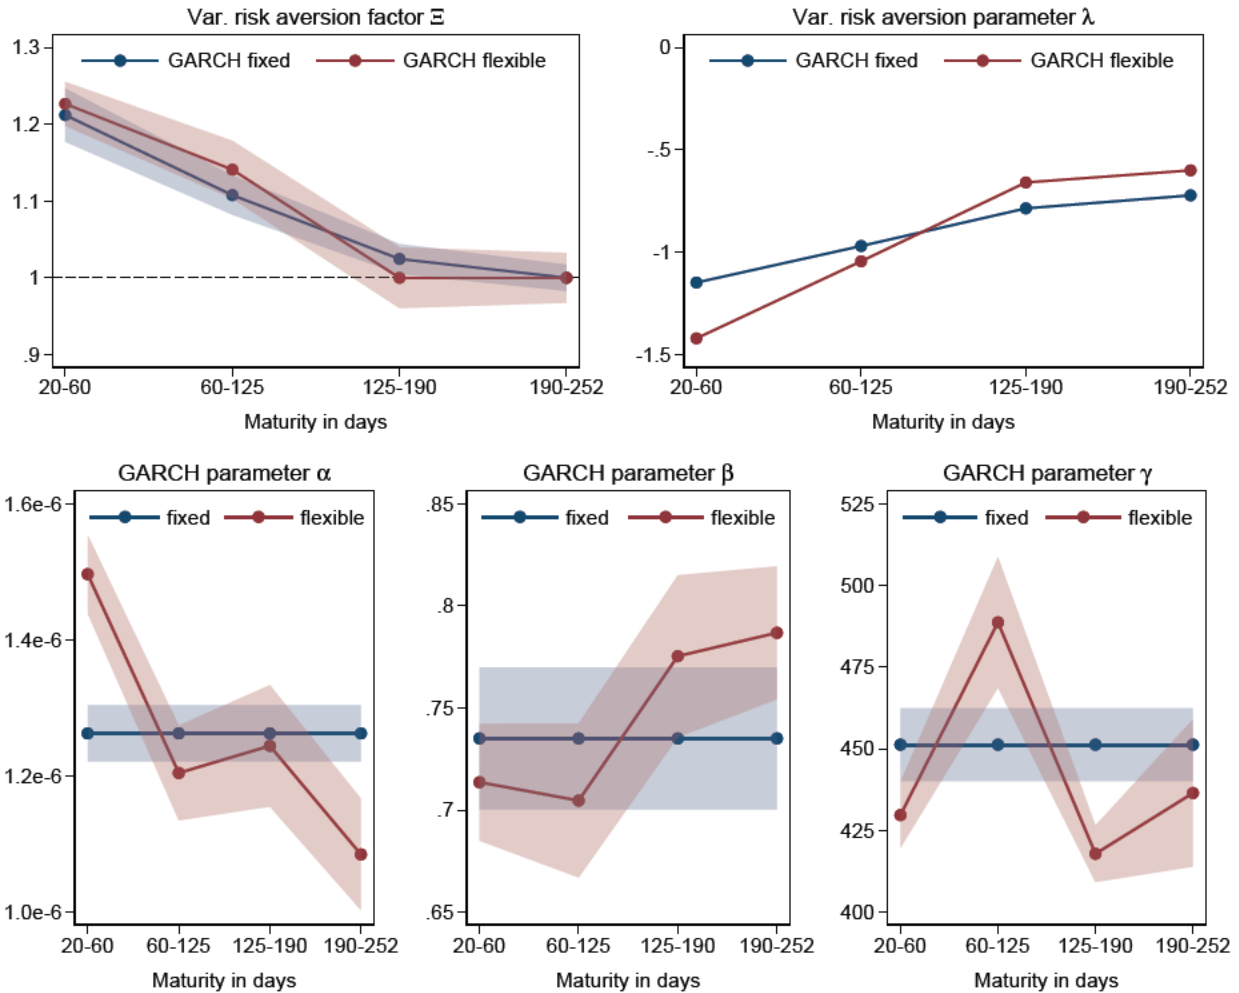 Var. risk aversion factor Ξ
GARCH fixed
GARCH flexible
1.3
1.2
1.1
1
.9
20-60
60-125
125-190
190-252
Maturity in days
Var. risk aversion parameter λ
GARCH fixed
GARCH flexible
0
-.5
-1
-1.5
20-60
60-125
125-190
190-252
Maturity in days
GARCH parameter α
fixed
flexible
1.6e-6
1.4e-6
1.2e-6
1.0e-6
20-60
60-125
125-190
190-252
Maturity in days
GARCH parameter β
fixed
flexible
.85
.8
.75
.7
.65
20-60
60-125
125-190
190-252
Maturity in days
GARCH parameter γ
fixed
flexible
525
500
475
450
425
400
20-60
60-125
125-190
190-252
Maturity in days